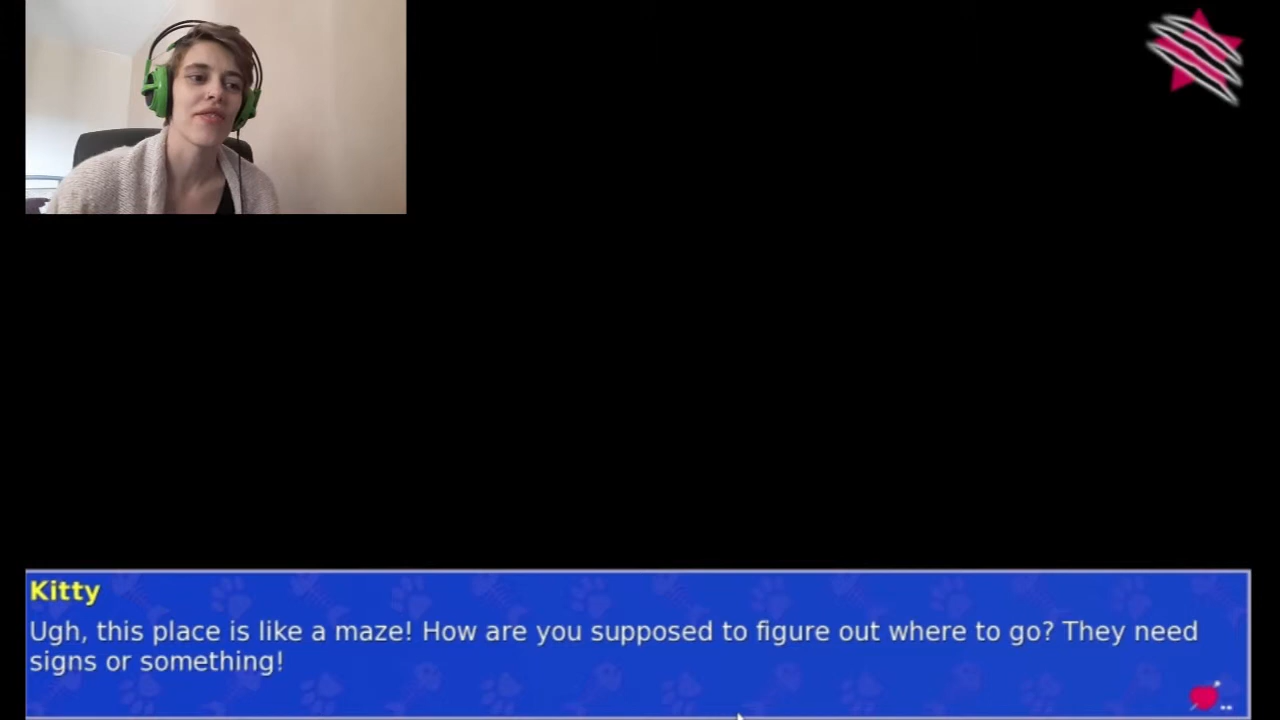 Kitty
Ugh, this place is like a maze! How are you supposed to figure out where to go? They need
signs or something!